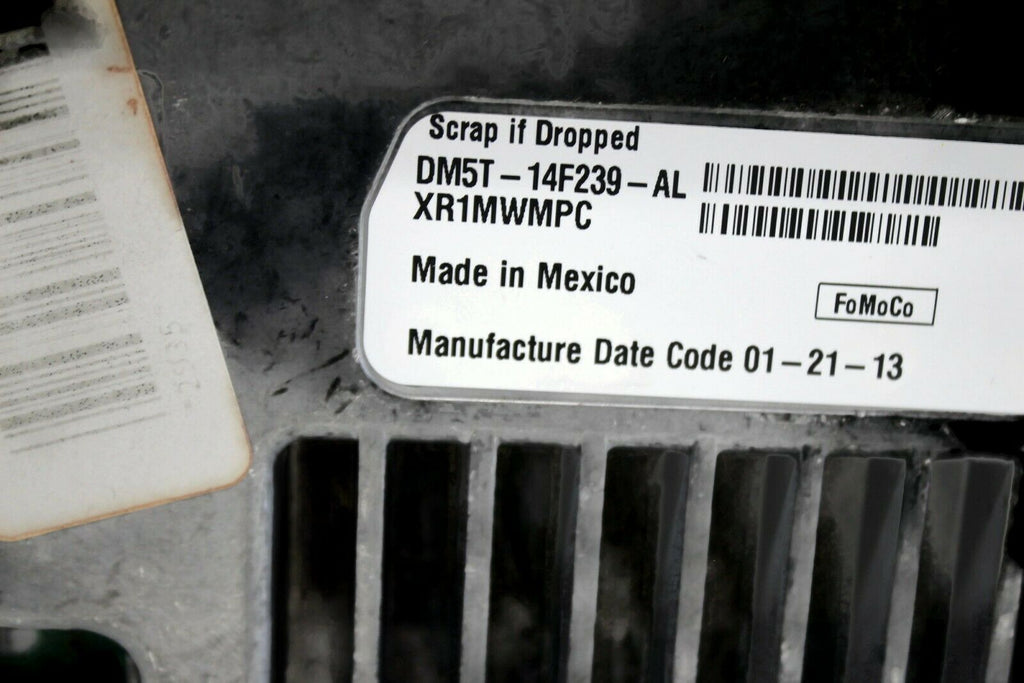 Scrap if Dropped
DM5T-14F239-AL
XR1MWMPC
Made in Mexico
FoMoCo
Manufacture Date Code 01-21-13